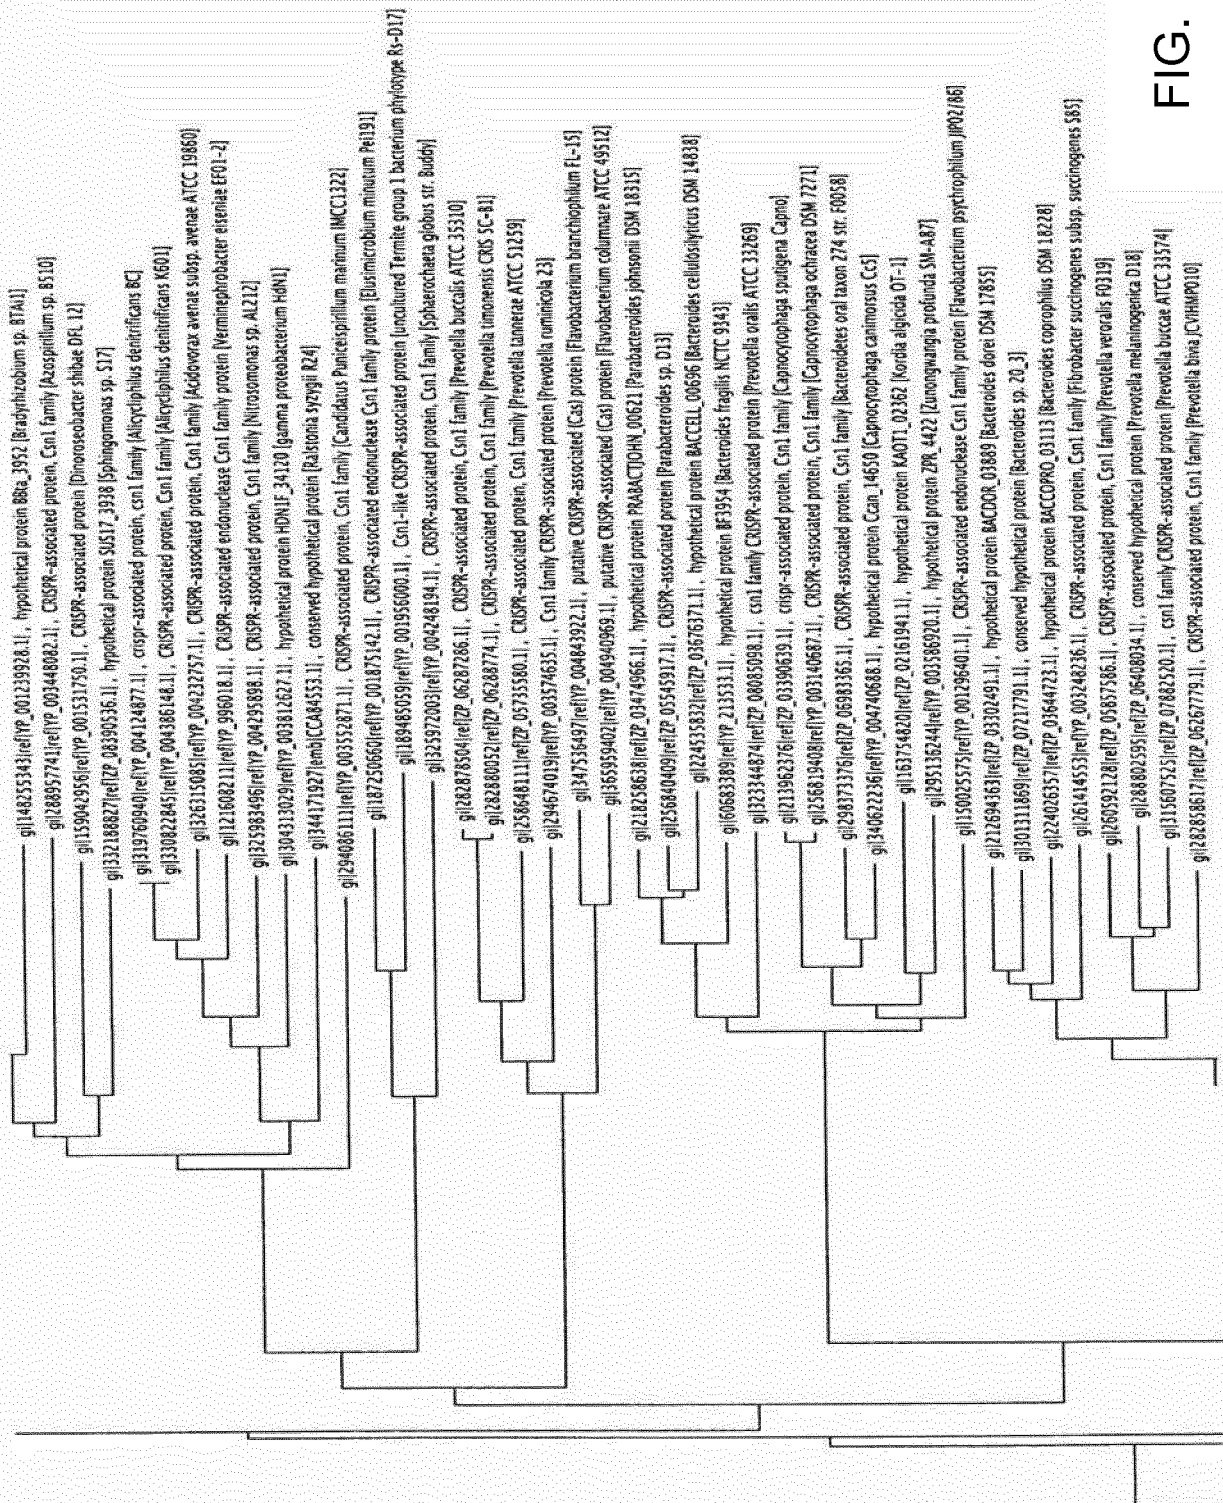 gi|148255343|ref|YP_001239928.1|, hypothetical protein BBta_3952 [Bradyrhizobium sp. BTAi1]
gi|288957741|ref|YP_003448082.1|, CRISPR-associated protein, Csn1 family [Azospirillum sp. B510]
gi|159042956|ref|YP_001531750.1|, CRISPR-associated protein [Dinoroseobacter shibae DFL 12]
gi|332188827|ref|ZP_08390536.1|, hypothetical protein SUS17_3938 [Sphingomonas sp. S17]
gi|319760940|ref|YP_004124877.1|, crispr-associated protein, csn1 family [Alicycliphilus denitrificans BC]
gi|330822845|ref|YP_004386148.1|, CRISPR-associated protein, Csn1 family [Alicycliphilus denitrificans K601]
gi|326315085|ref|YP_004232757.1|, CRISPR-associated protein, Csn1 family [Acidovorax avenae subsp. avenae ATCC 19860]
gi|121608211|ref|YP_996018.1|, CRISPR-associated endonuclease Csn1 family protein [Verminephrobacter eiseniae EF01-2]
gi|325983496|ref|YP_004295898.1|, CRISPR-associated protein, Csn1 family [Nitrosomonas sp. AL212]
gi|304313029|ref|YP_003812627.1|, hypothetical protein HDN1F_34120 [gamma proteobacterium HdN1]
gi|344171927|emb|CCA84553.1|, conserved hypothetical protein [Ralstonia syzygii R24]
gi|294086111|ref|YP_003552871.1|, CRISPR-associated protein, Csn1 family [Candidatus Puniceispirillum marinum IMCC1322]
gi|187250660|ref|YP_001875142.1|, CRISPR-associated endonuclease Csn1 family protein [Elusimicrobium minutum Pei191]
gi|189485059|ref|YP_001956000.1|, Csn1-like CRISPR-associated protein [uncultured Termite group 1 bacterium phylotype Rs-D17]
gi|325972003|ref|YP_004248194.1|, CRISPR-associated protein, Csn1 family [Sphaerochaeta globus str. Buddy]
gi|282878504|ref|ZP_06287286.1|, CRISPR-associated protein, Csn1 family [Prevotella buccalis ATCC 35310]
gi|282880052|ref|ZP_06288774.1|, CRISPR-associated protein, Csn1 family [Prevotella timonensis CRIS 5C-B1]
gi|258648111|ref|ZP_05735580.1|, CRISPR-associated protein, Csn1 family [Prevotella tannerae ATCC 51259]
gi|294674019|ref|YP_003574635.1|, Csn1 family CRISPR-associated protein [Prevotella ruminicola 23]
gi|347536497|ref|YP_004843922.1|, putative CRISPR-associated (Cas) protein [Flavobacterium branchiophilum FL-15]
gi|365959402|ref|YP_004940969.1|, putative CRISPR-associated (Cas) protein [Flavobacterium columnare ATCC 49512]
gi|218258638|ref|ZP_03474966.1|, hypothetical protein PRABACTJOHN_00621 [Parabacteroides johnsonii DSM 18315]
gi|256840409|ref|ZP_05545917.1|, CRISPR-associated protein [Parabacteroides sp. D13]
gi|224535832|ref|ZP_03676371.1|, hypothetical protein BACCELL_00696 [Bacteroides cellulosilyticus DSM 14838]
gi|60683389|ref|YP_213533.1|, hypothetical protein BF3954 [Bacteroides fragilis NCTC 9343]
gi|323344874|ref|ZP_08085098.1|, csn1 family CRISPR-associated protein [Prevotella oralis ATCC 33269]
gi|213962376|ref|ZP_03390639.1|, crispr-associated protein, Csn1 family [Capnocytophaga sputigena Capno]
gi|256819408|ref|YP_003140687.1|, CRISPR-associated protein, Csn1 family [Capnocytophaga ochracea DSM 7271]
gi|298373376|ref|ZP_06983365.1|, CRISPR-associated protein, Csn1 family [Bacteroidetes oral taxon 274 str. F0058]
gi|340622236|ref|YP_004740688.1|, hypothetical protein Ccan_14650 [Capnocytophaga canimorsus Cc5]
gi|163754820|ref|ZP_02161941.1|, hypothetical protein KAOT1_02362 [Kordia algicida OT-1]
gi|295136244|ref|YP_003586920.1|, hypothetical protein ZPR_4422 [Zunongwangia profunda SM-A87]
gi|150025575|ref|YP_001296401.1|, CRISPR-associated endonuclease Csn1 family protein [Flavobacterium psychrophilum JIP02/86]
gi|212694363|ref|ZP_03302491.1|, hypothetical protein BACDOR_03889 [Bacteroides dorei DSM 17855]
gi|301311869|ref|ZP_07217791.1|, conserved hypothetical protein [Bacteroides sp. 20_3]
gi|224026357|ref|ZP_03644723.1|, hypothetical protein BACCOPRO_03113 [Bacteroides coprophilus DSM 18228]
gi|261414553|ref|YP_003248236.1|, CRISPR-associated protein, Csn1 family [Fibrobacter succinogenes subsp. succinogenes S85]
gi|260592128|ref|ZP_05857586.1|, CRISPR-associated protein, Csn1 family [Prevotella veroralis F0319]
gi|288802595|ref|ZP_06408034.1|, conserved hypothetical protein [Prevotella melaninogenica D18]
gi|315607525|ref|ZP_07882520.1|, csn1 family CRISPR-associated protein [Prevotella buccae ATCC 33574]
gi|282858617|ref|ZP_06267779.1|, CRISPR-associated protein, Csn1 family [Prevotella bivia JCVIHMP010]
FIG.